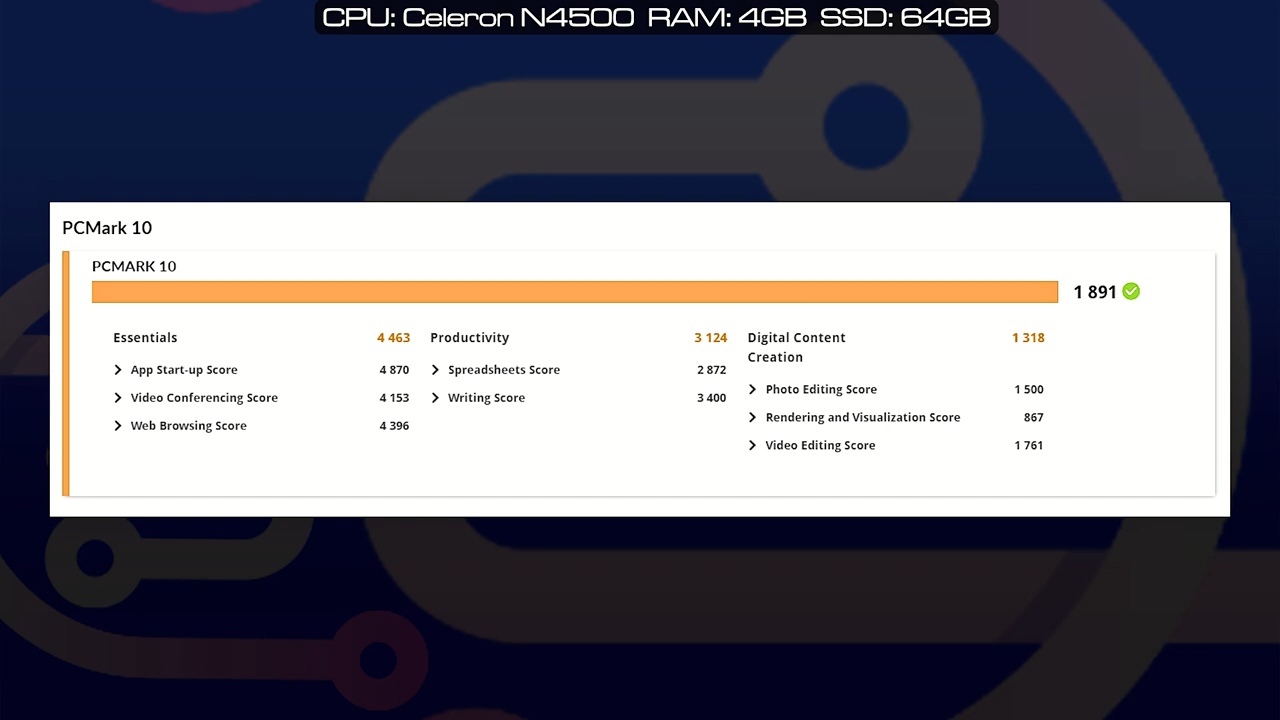 CPU: Celeron N4500 RAM: 4GB SSD: 64GB
PCMark 10
PCMARK 10
1 891
Essentials 4 463
App Start-up Score 4 870
Video Conferencing Score 4 153
Web Browsing Score 4 396
Productivity 3 124
Spreadsheets Score 2 872
Writing Score 3 400
Digital Content
Creation
1 318
Photo Editing Score 1 500
Rendering and Visualization Score 867
Video Editing Score 1 761